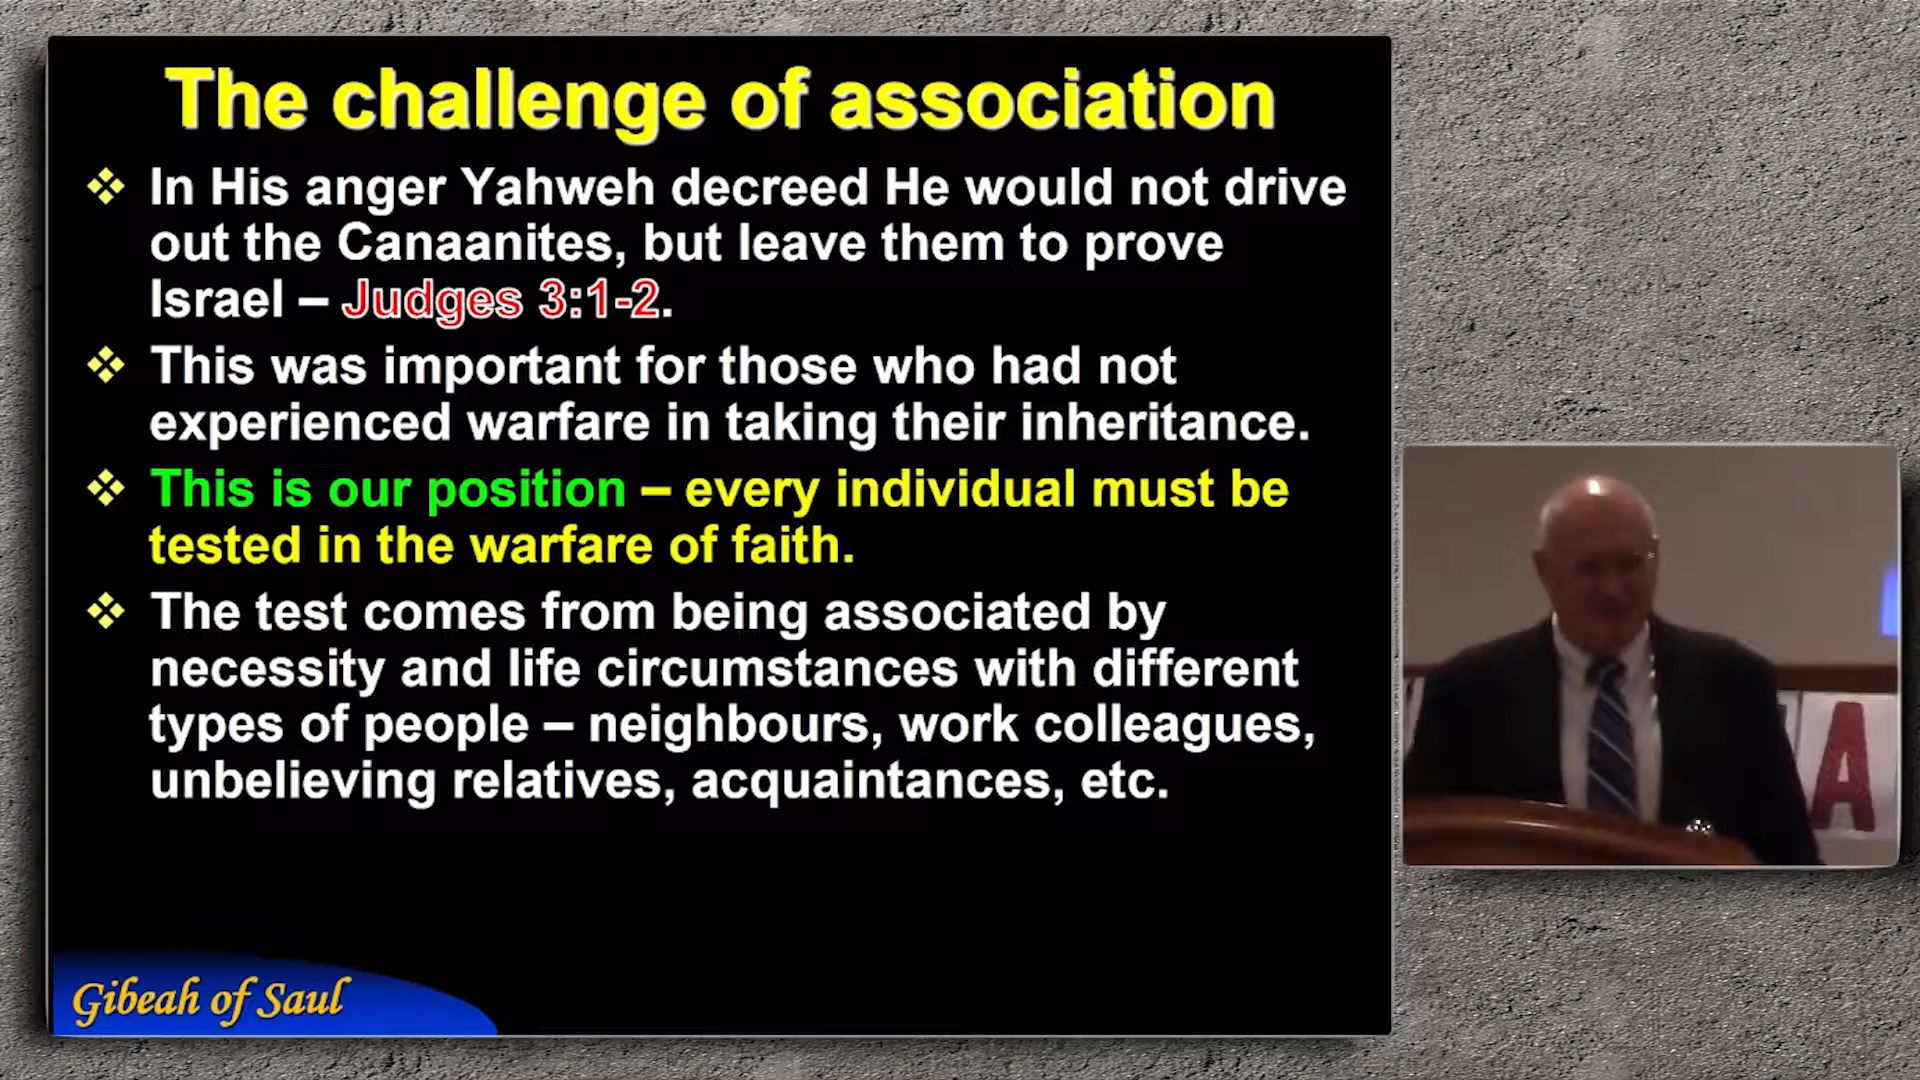 The challenge of association
❖ In His anger Yahweh decreed He would not drive
out the Canaanites, but leave them to prove
Israel – Judges 3:1-2.
❖ This was important for those who had not
experienced warfare in taking their inheritance.
❖ This is our position – every individual must be
tested in the warfare of faith.
❖ The test comes from being associated by
necessity and life circumstances with different
types of people – neighbours, work colleagues,
unbelieving relatives, acquaintances, etc.
A
Gibeah of Saul